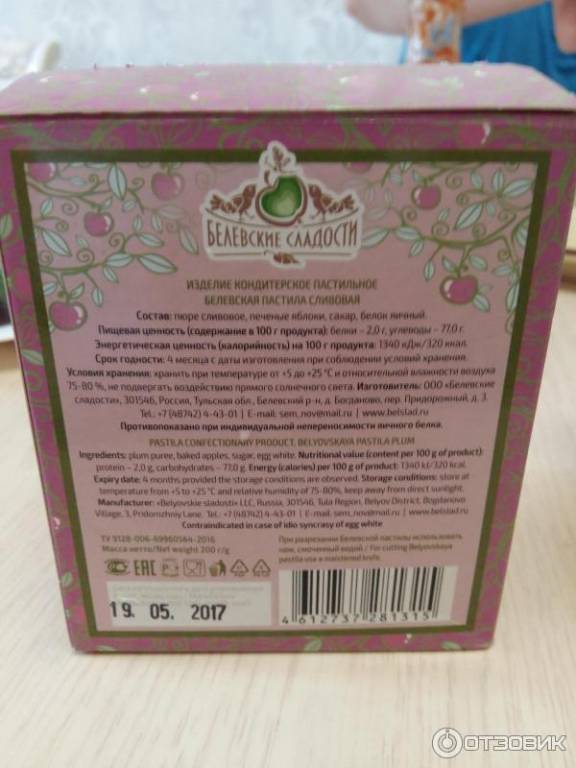 БЕЛЕВСКИЕ СЛАДОСТИ
ИЗДЕЛИЕ КОНДИТЕРСКОЕ ПАСТИЛЬНОЕ
БЕЛЕВСКАЯ ПАСТИЛА СЛИВОВАЯ
Состав: пюре сливовое, печеные яблоки, сахар, белок яичный.
Пищевая ценность (содержание в 100 г продукта): белки – 2,0 г, углеводы – 77,0 г.
Энергетическая ценность (калорийность) на 100 г продукта: 1340 кДж/320 ккал.
Срок годности: 4 месяца с даты изготовления при соблюдении условий хранения.
Условия хранения: хранить при температуре от +5 до +25 °С и относительной влажности воздуха
75-80 %, не подвергать воздействию прямого солнечного света. Изготовитель: ООО «Белевские
сладости», 301546, Россия, Тульская обл., Белевский р-н, д. Богданово, пер. Придорожный, д. 3.
Tel.: +7 (48742) 4-43-01 | E-mail: sem_nov@mail.ru | www.belslad.ru
Противопоказано при индивидуальной непереносимости яичного белка.
PASTILA CONFECTIONARY PRODUCT. BELYOVSKAYA PASTILA PLUM
Ingredients: plum puree, baked apples, sugar, egg white. Nutritional value (content per 100 g of product):
protein – 2,0 g, carbohydrates – 77,0 g. Energy (calories) per 100 g of product: 1340 kJ/320 kcal.
Expiry date: 4 months provided the storage conditions are observed. Storage conditions: store at
temperature from +5 to +25 °C and relative humidity of 75-80%, keep away from direct sunlight.
Manufacturer: «Belyovskie sladosti» LLC, Russia, 301546, Tula Region, Belyov District, Bogdanovo
Village, 3, Pridorozhniy Lane. Tel.: +7 (48742) 4-43-01 | E-mail: sem_nov@mail.ru | www.belslad.ru
Contraindicated in case of idio syncrasy of egg white
ТУ 9128-006-69960564-2016
Масса нетто/Net weight 200 г/g
При разрезании Белевской пастилы использовать
нож, смоченный водой / For cutting Belyovskaya
pastila use a moistened knife.
EAC
19. 05. 2017
4 612737 281315
ОТЗОВИК